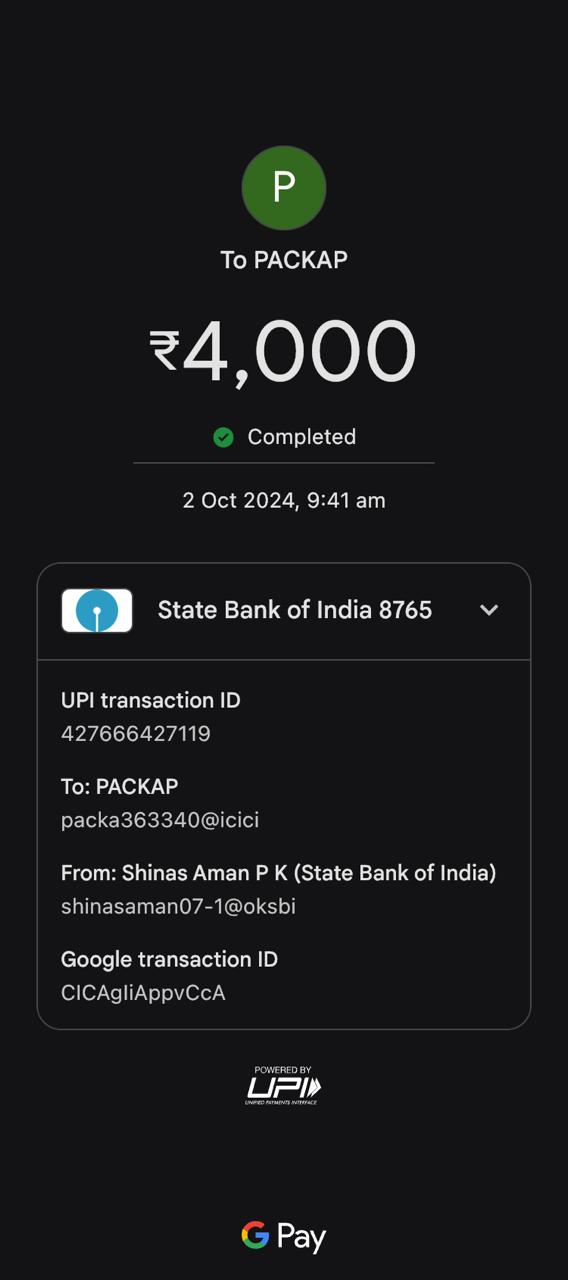 P
To PACKAP
₹4,000
Completed
2 Oct 2024, 9:41 am
State Bank of India 8765
UPI transaction ID
427666427119
To: PACKAP
packa363340@icici
From: Shinas Aman P K (State Bank of India)
shinasaman07-1@oksbi
Google transaction ID
CICAgIiAppvCcA
POWERED BY
UPI
UNIFIED PAYMENTS INTERFACE
G Pay